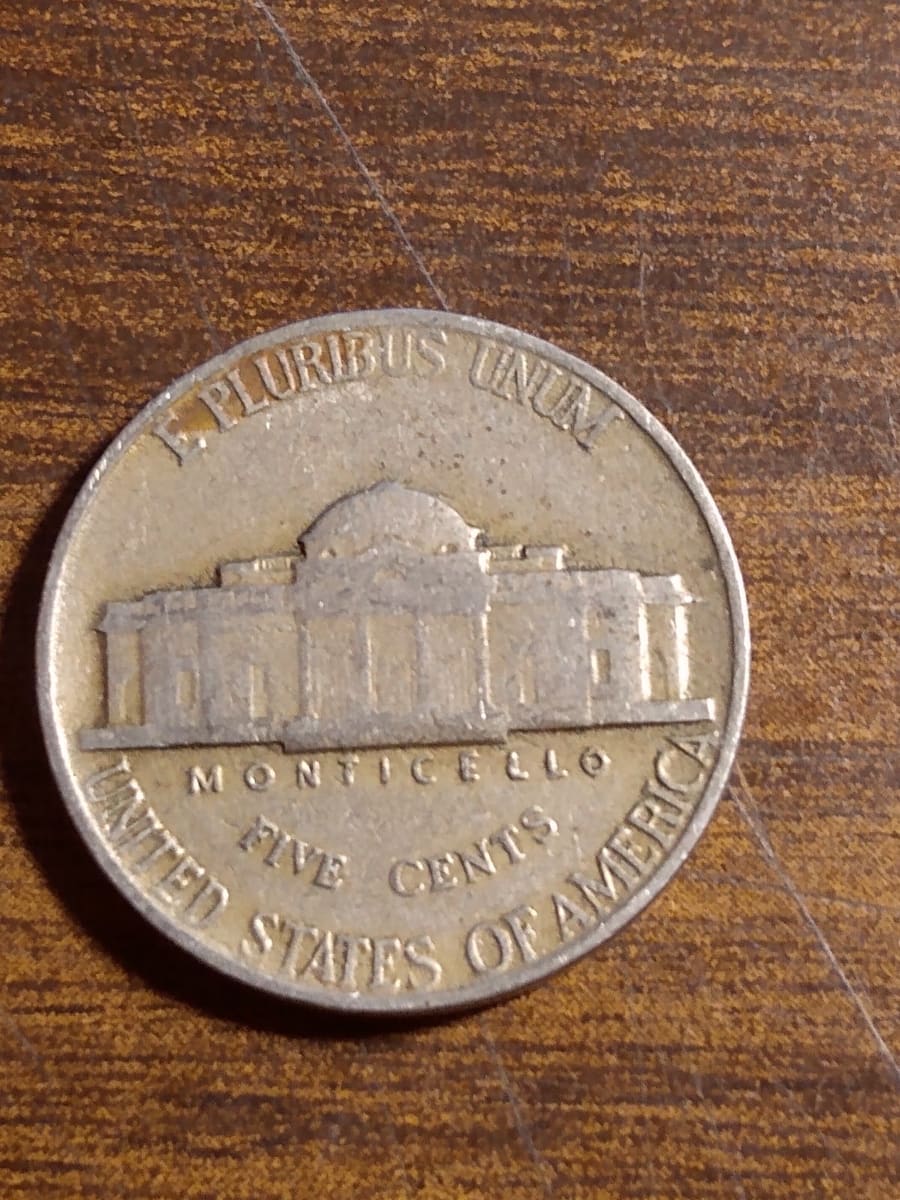 E PLURIBUS UNUM
MONTICELLO
FIVE CENTS
UNITED STATES OF AMERICA